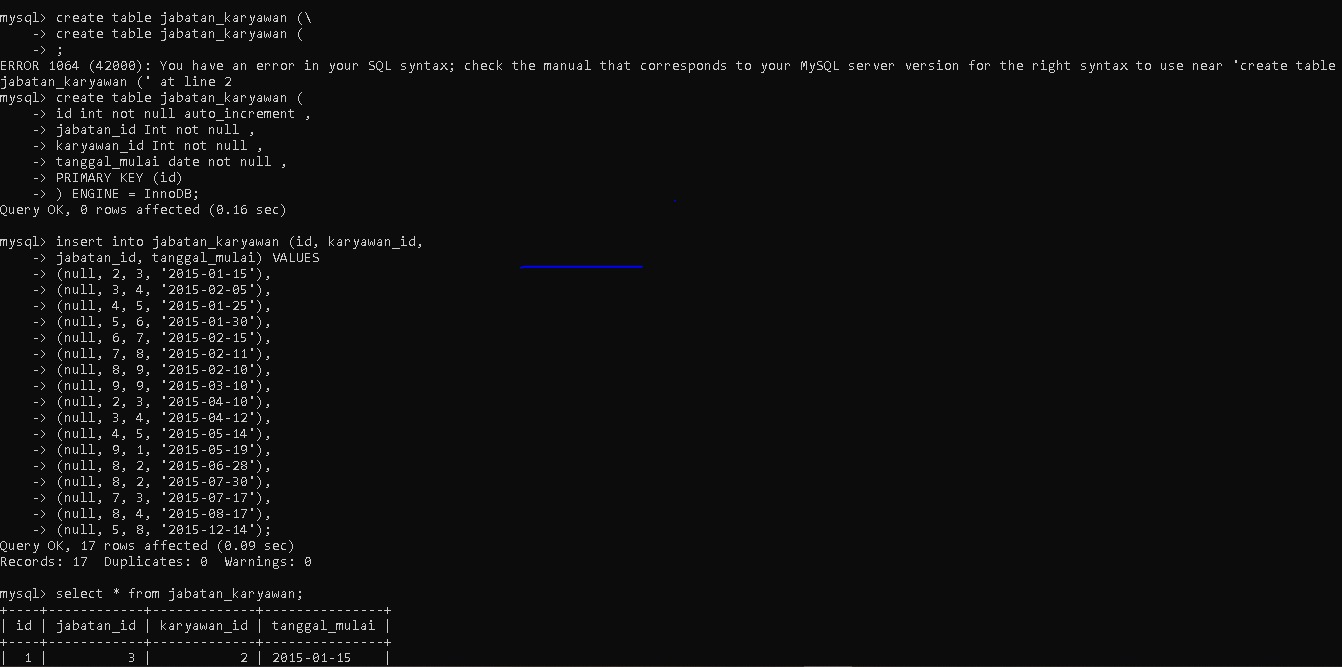 mysql> create table jabatan_karyawan (\
    -> create table jabatan_karyawan (
    -> ;
ERROR 1064 (42000): You have an error in your SQL syntax; check the manual that corresponds to your MySQL server version for the right syntax to use near 'create table
jabatan_karyawan (' at line 2
mysql> create table jabatan_karyawan (
    -> id int not null auto_increment ,
    -> jabatan_id Int not null ,
    -> karyawan_id Int not null ,
    -> tanggal_mulai date not null ,
    -> PRIMARY KEY (id)
    -> ) ENGINE = InnoDB;
Query OK, 0 rows affected (0.16 sec)
mysql> insert into jabatan_karyawan (id, karyawan_id,
    -> jabatan_id, tanggal_mulai) VALUES
    -> (null, 2, 3, '2015-01-15'),
    -> (null, 3, 4, '2015-02-05'),
    -> (null, 4, 5, '2015-01-25'),
    -> (null, 5, 6, '2015-01-30'),
    -> (null, 6, 7, '2015-02-15'),
    -> (null, 7, 8, '2015-02-11'),
    -> (null, 8, 9, '2015-02-10'),
    -> (null, 9, 9, '2015-03-10'),
    -> (null, 2, 3, '2015-04-10'),
    -> (null, 3, 4, '2015-04-12'),
    -> (null, 4, 5, '2015-05-14'),
    -> (null, 9, 1, '2015-05-19'),
    -> (null, 8, 2, '2015-06-28'),
    -> (null, 8, 2, '2015-07-30'),
    -> (null, 7, 3, '2015-07-17'),
    -> (null, 8, 4, '2015-08-17'),
    -> (null, 5, 8, '2015-12-14');
Query OK, 17 rows affected (0.09 sec)
Records: 17  Duplicates: 0  Warnings: 0
mysql> select * from jabatan_karyawan;
+----+------------+-------------+---------------+
| id | jabatan_id | karyawan_id | tanggal_mulai |
+----+------------+-------------+---------------+
|  1 |          3 |           2 | 2015-01-15    |